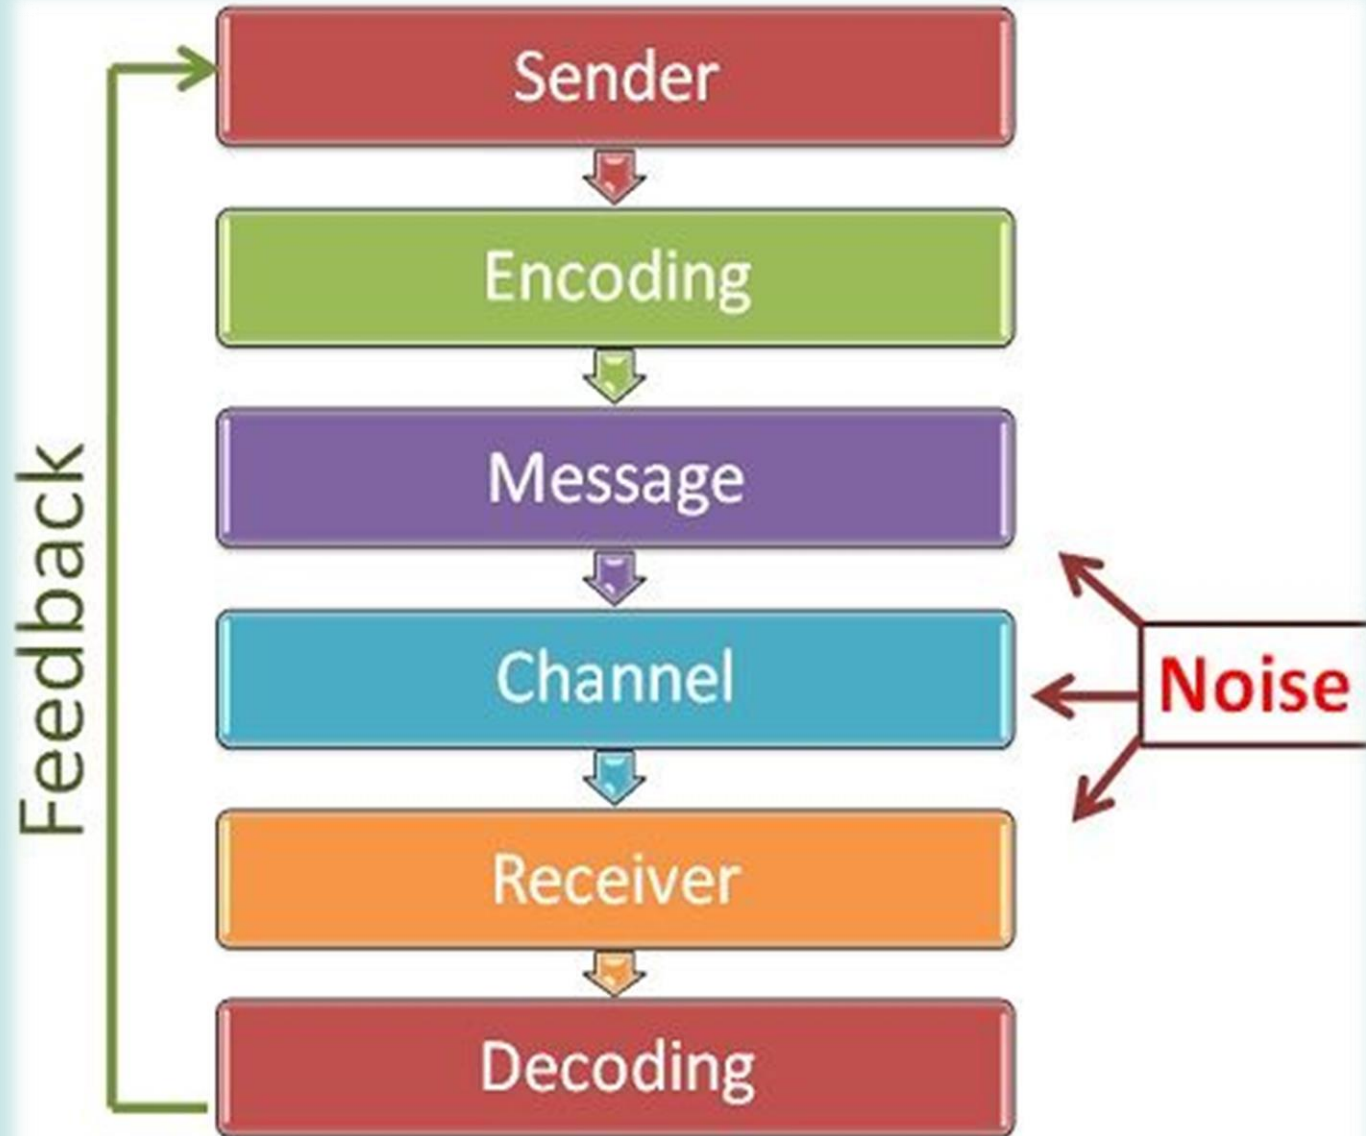 Sender
Encoding
Message
Channel
Receiver
Decoding
Feedback
Noise